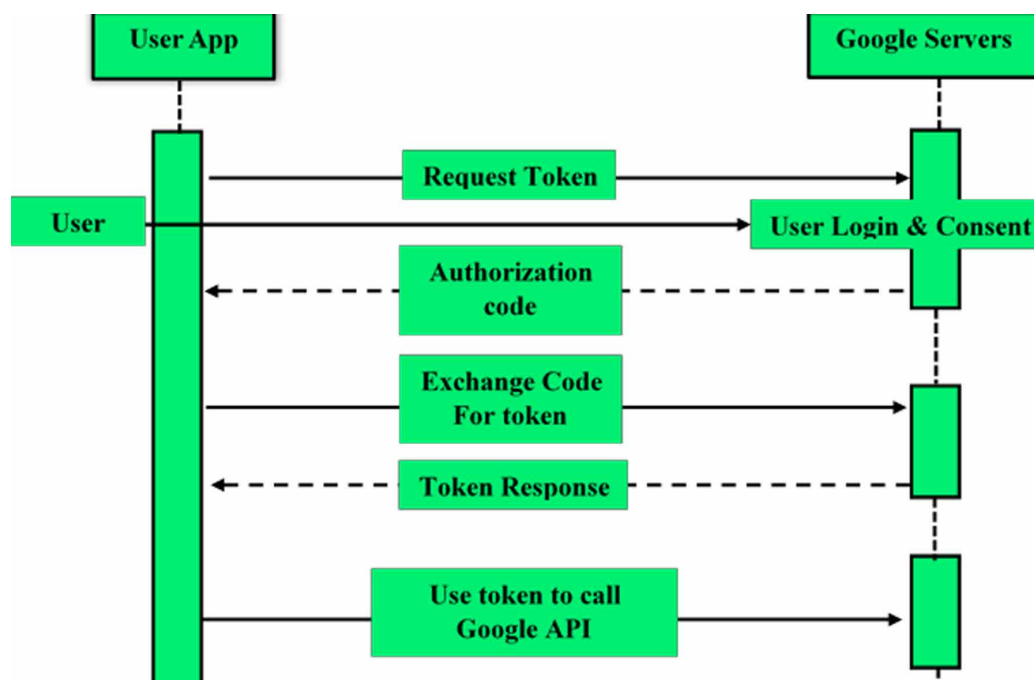 User App
Google Servers
Request Token
User
User Login & Consent
Authorization
code
Exchange Code
For token
Token Response
Use token to call
Google API